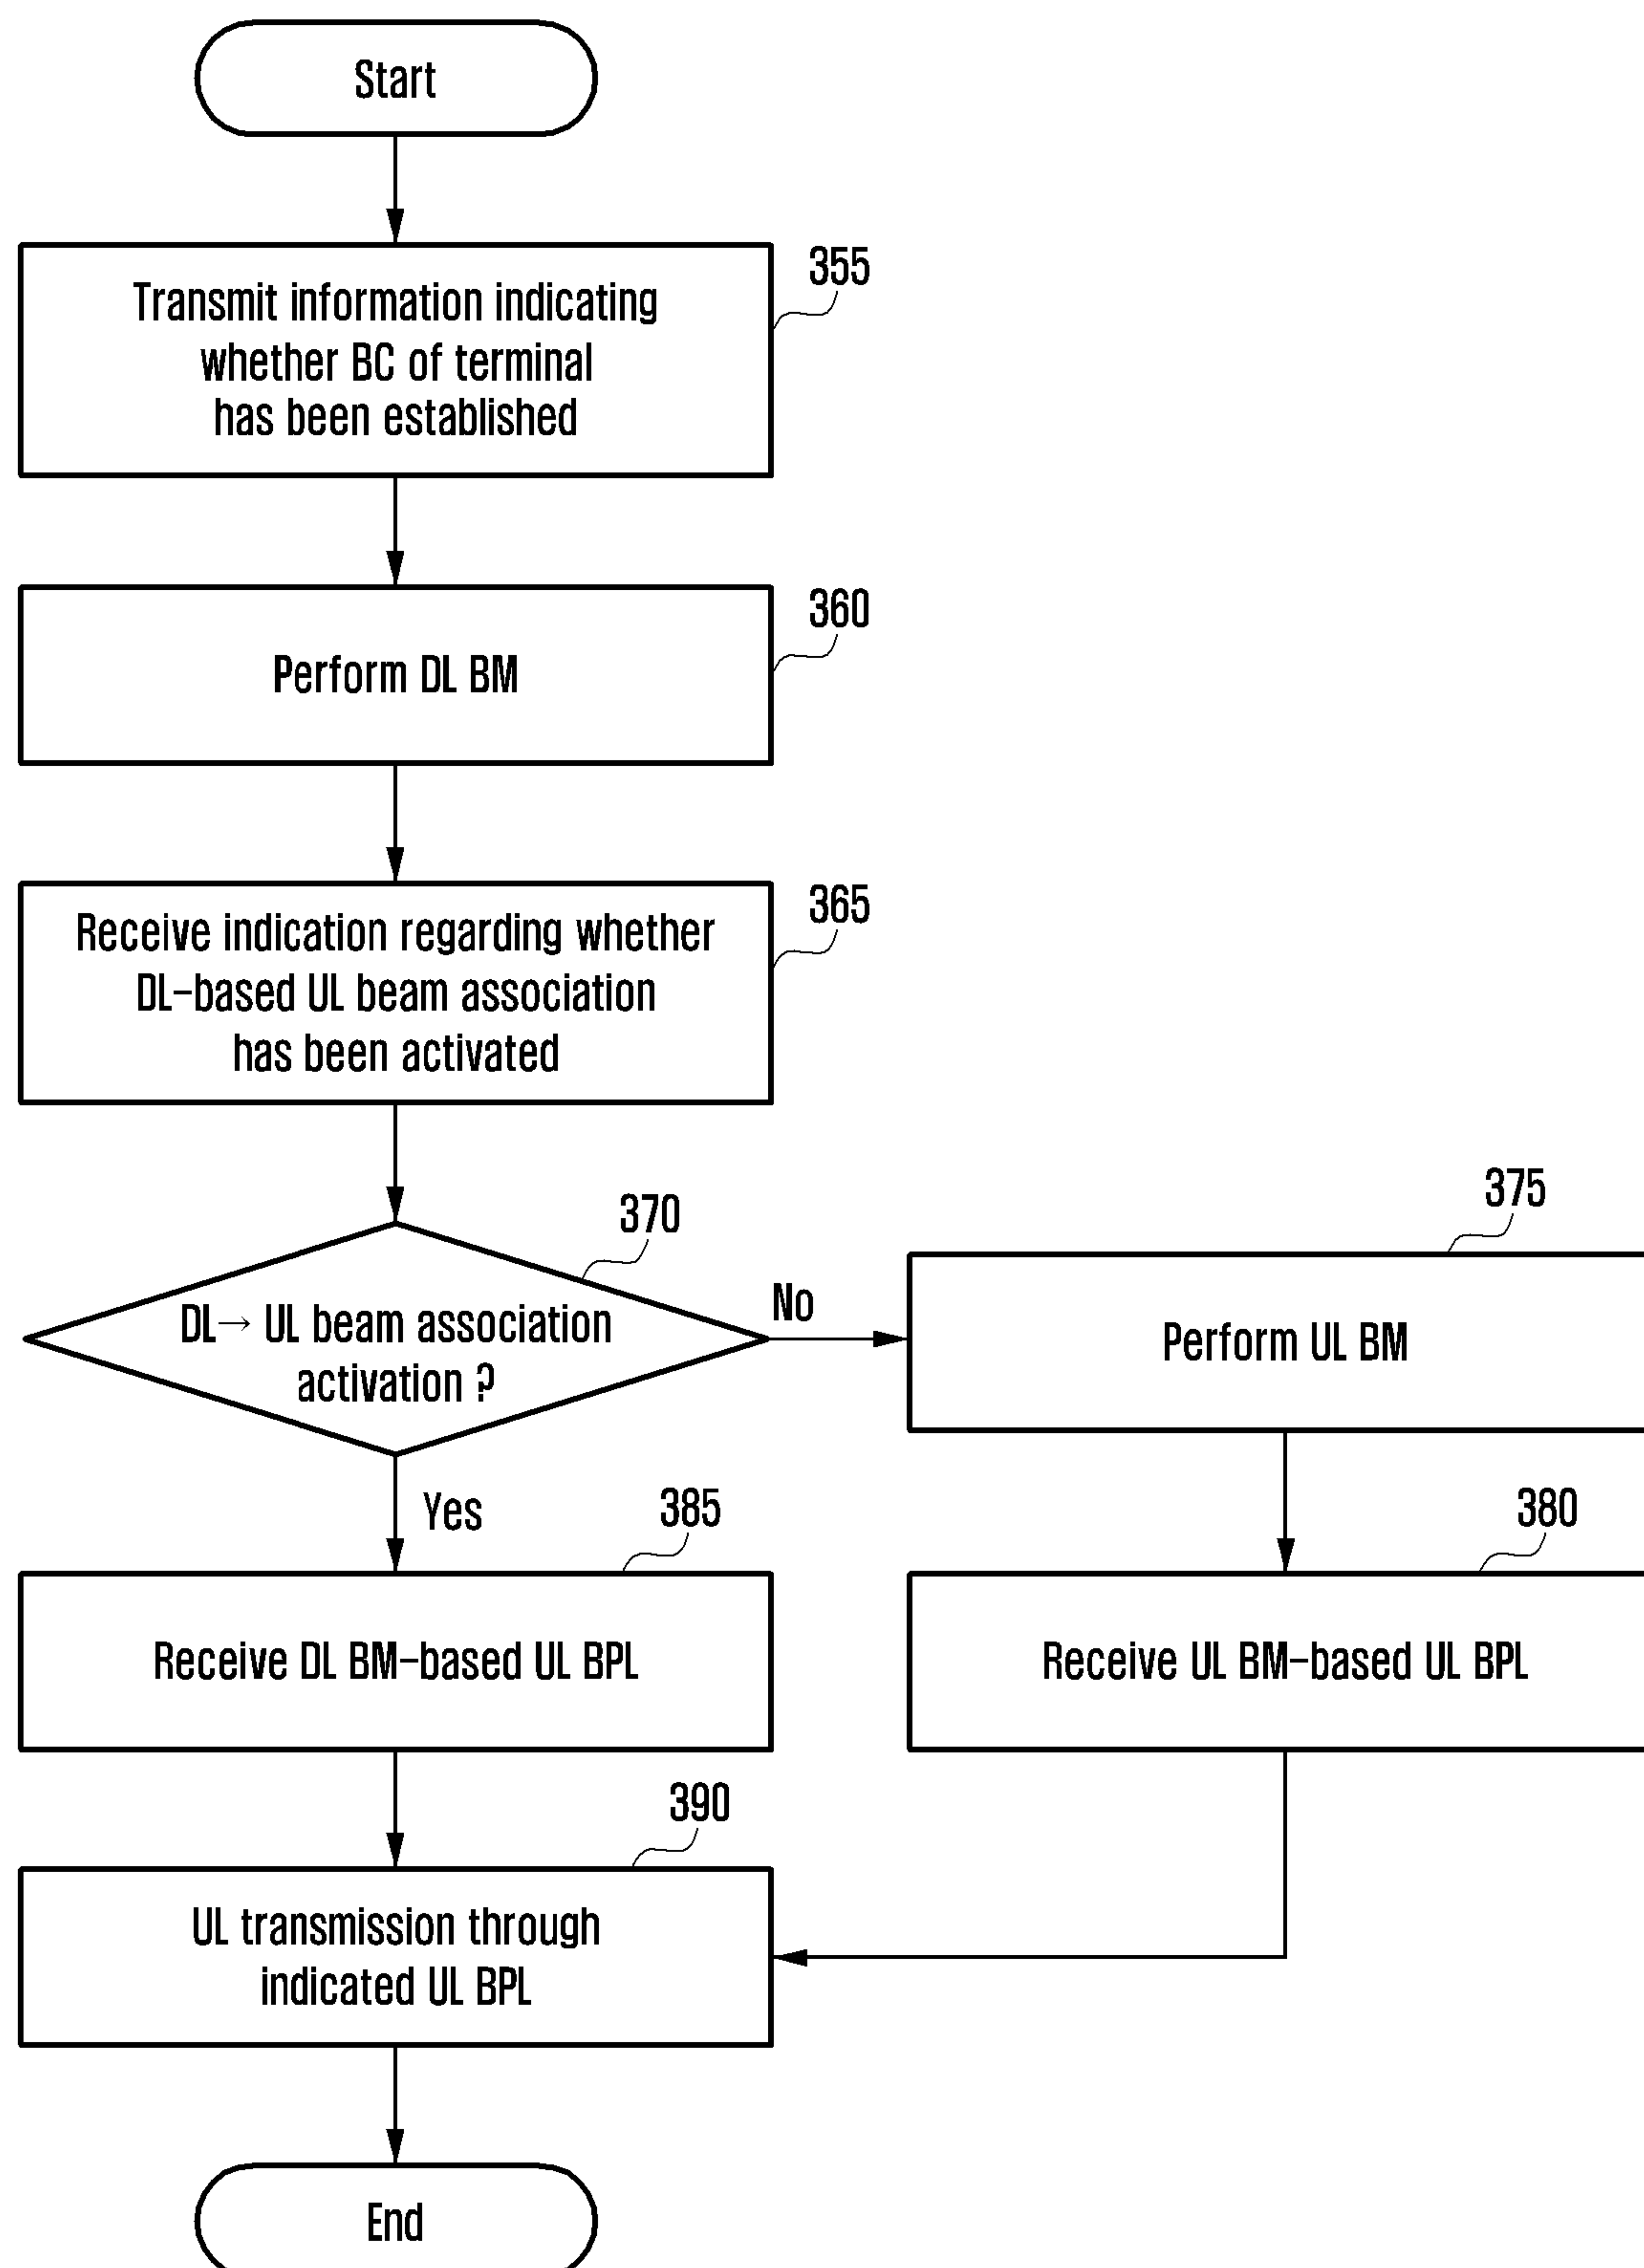 Start
355
Transmit information indicating
whether BC of terminal
has been established
360
Perform DL BM
365
Receive indication regarding whether
DL-based UL beam association
has been activated
370
DL→ UL beam association
activation ?
No
375
Perform UL BM
Yes
385
Receive DL BM-based UL BPL
380
Receive UL BM-based UL BPL
390
UL transmission through
indicated UL BPL
End